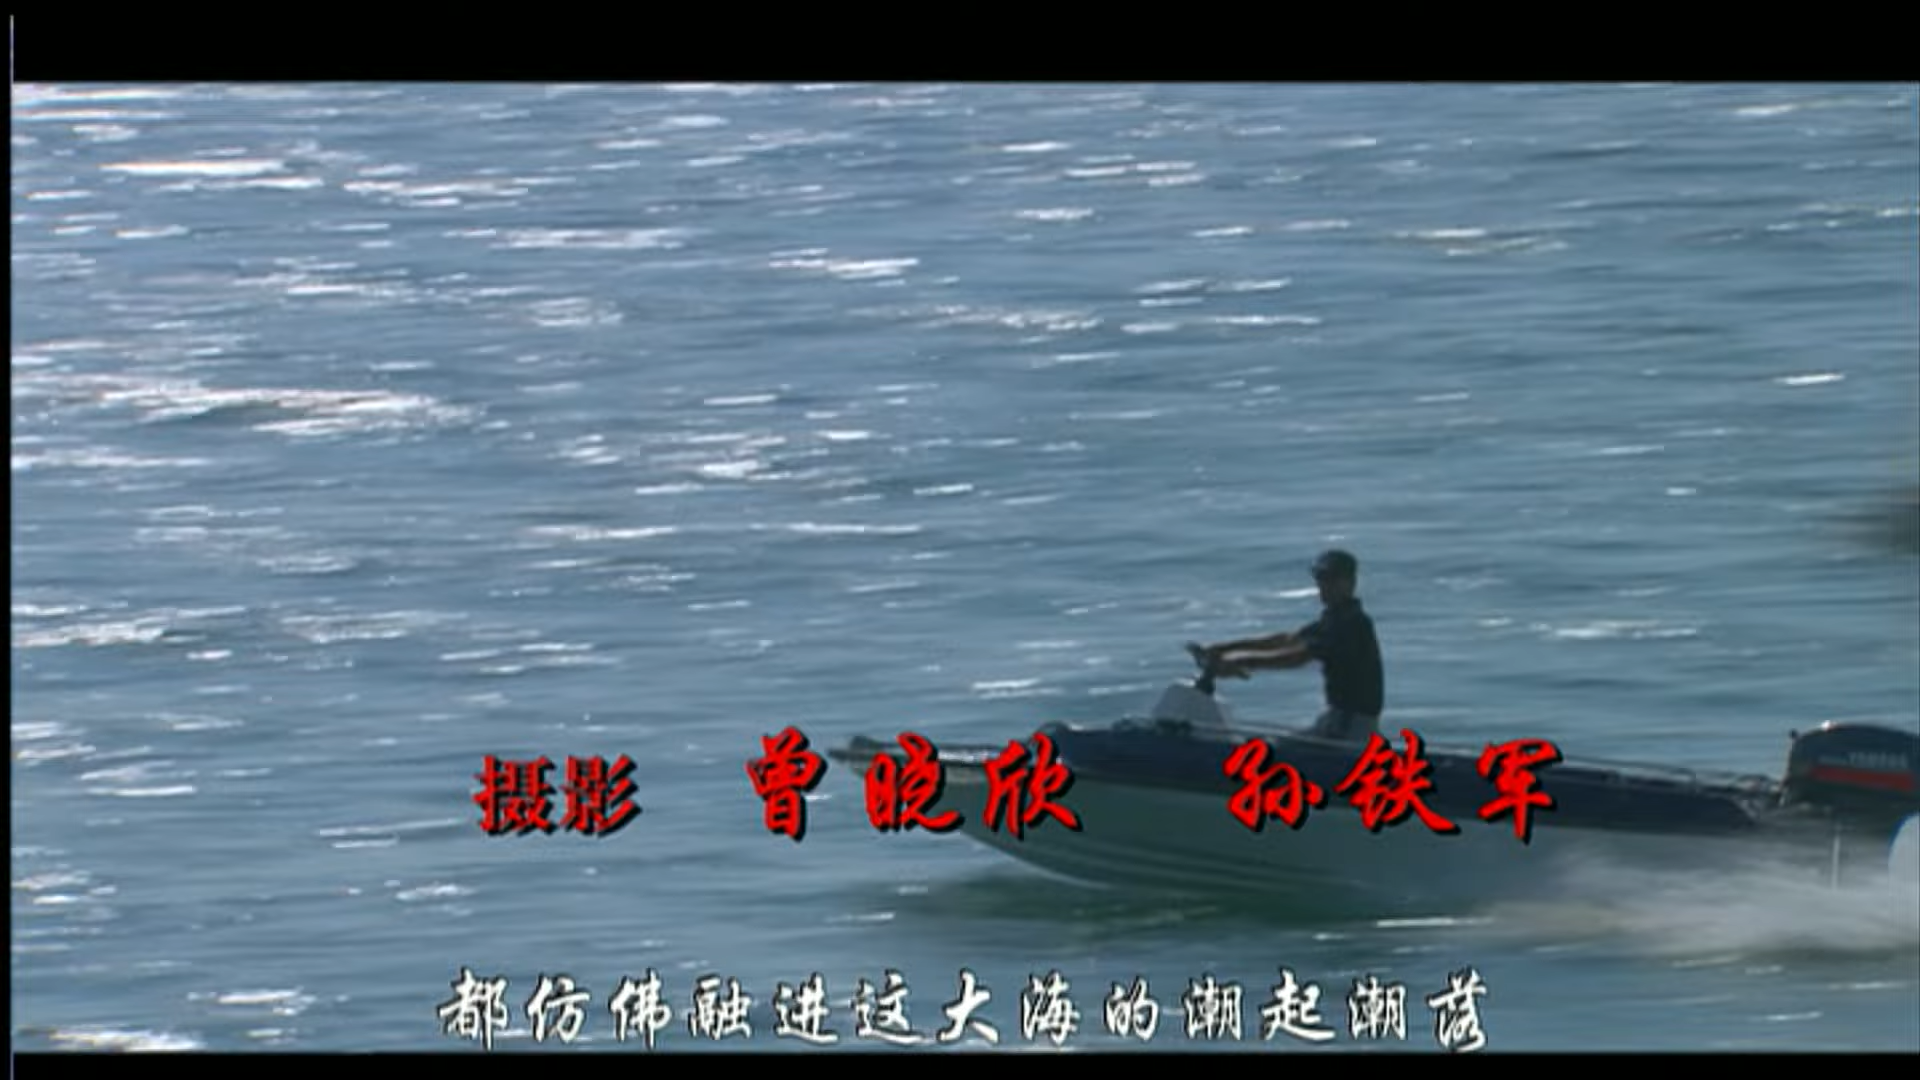 摄影 曾晓欣 孙铁军
都仿佛融进这大海的潮起潮落